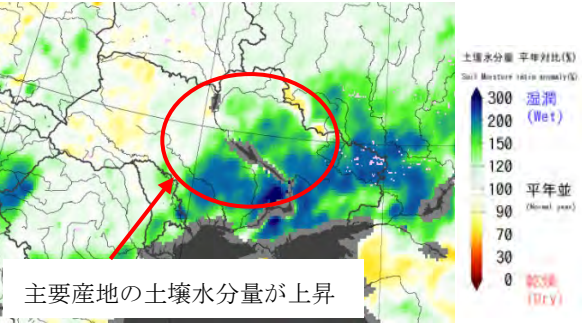 土壌水分量 平年対比(%)
Soil Moisture ratio anomaly(%)
300 湿潤
(Wet)
200
150
120
100 平年並
(Normal year)
90
70
30
0 乾燥
(Dry)
主要産地の土壌水分量が上昇